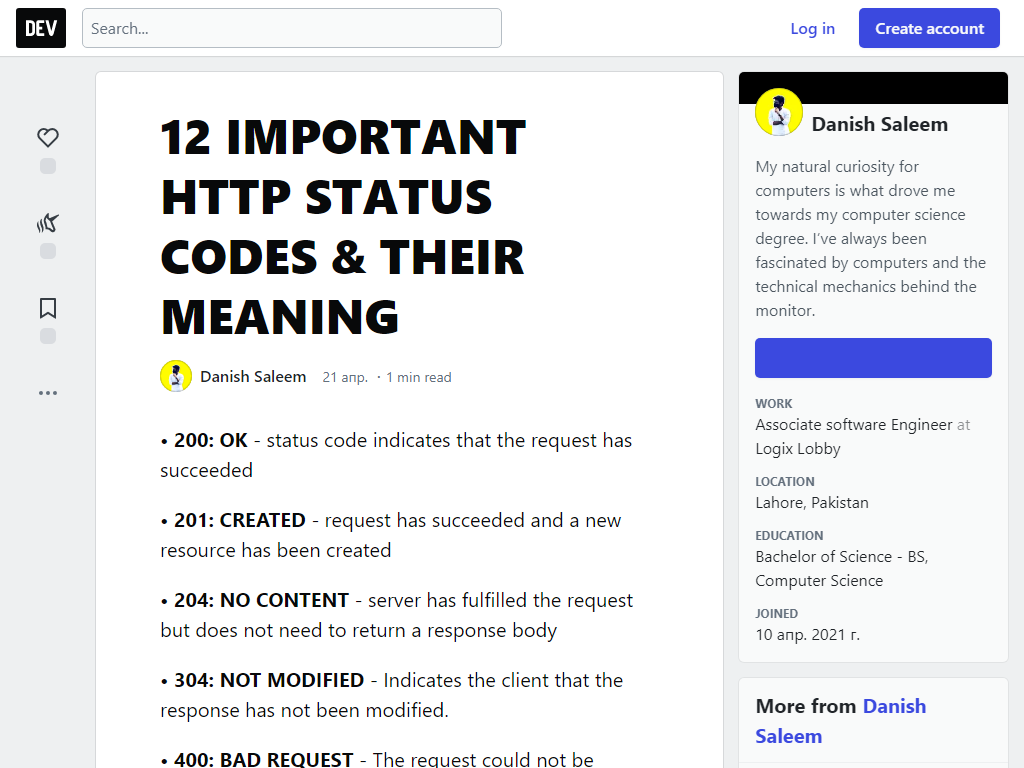 DEV
Search...
Log in
Create account
12 IMPORTANT
HTTP STATUS
CODES & THEIR
MEANING
Danish Saleem 21 апр. · 1 min read
• 200: OK - status code indicates that the request has
succeeded
• 201: CREATED - request has succeeded and a new
resource has been created
• 204: NO CONTENT - server has fulfilled the request
but does not need to return a response body
• 304: NOT MODIFIED - Indicates the client that the
response has not been modified.
• 400: BAD REQUEST - The request could not be
Danish Saleem
My natural curiosity for
computers is what drove me
towards my computer science
degree. I’ve always been
fascinated by computers and the
technical mechanics behind the
monitor.
WORK
Associate software Engineer at
Logix Lobby
LOCATION
Lahore, Pakistan
EDUCATION
Bachelor of Science - BS,
Computer Science
JOINED
10 апр. 2021 г.
More from Danish
Saleem